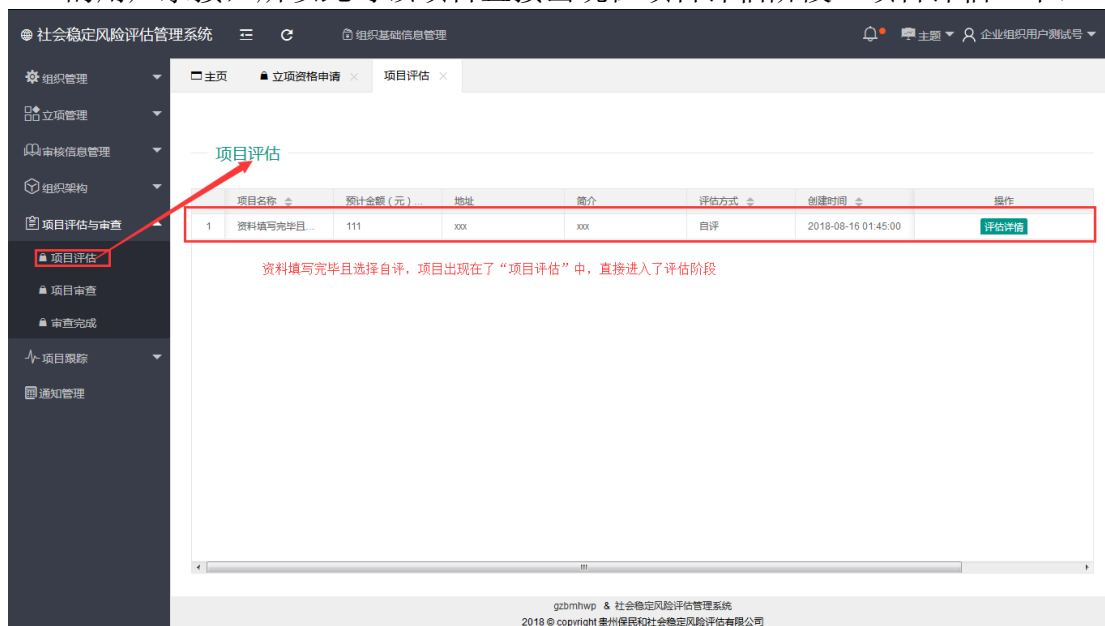 社会稳定风险评估管理系统 组织基础信息管理 主题 企业组织用户测试号
组织管理
立项管理
审核信息管理
组织架构
项目评估与审查
项目评估
项目审查
审查完成
项目跟踪
通知管理
主页 立项资格申请 × 项目评估 ×
项目评估
项目名称 预计金额（元）... 地址 简介 评估方式 创建时间 操作
1 资料填写完毕且... 111 xxx xxx 自评 2018-08-16 01:45:00 评估详情
资料填写完毕且选择自评，项目出现在了“项目评估”中，直接进入了评估阶段
gzbmhwp & 社会稳定风险评估管理系统
2018 © copyright 贵州保民和社会稳定风险评估有限公司